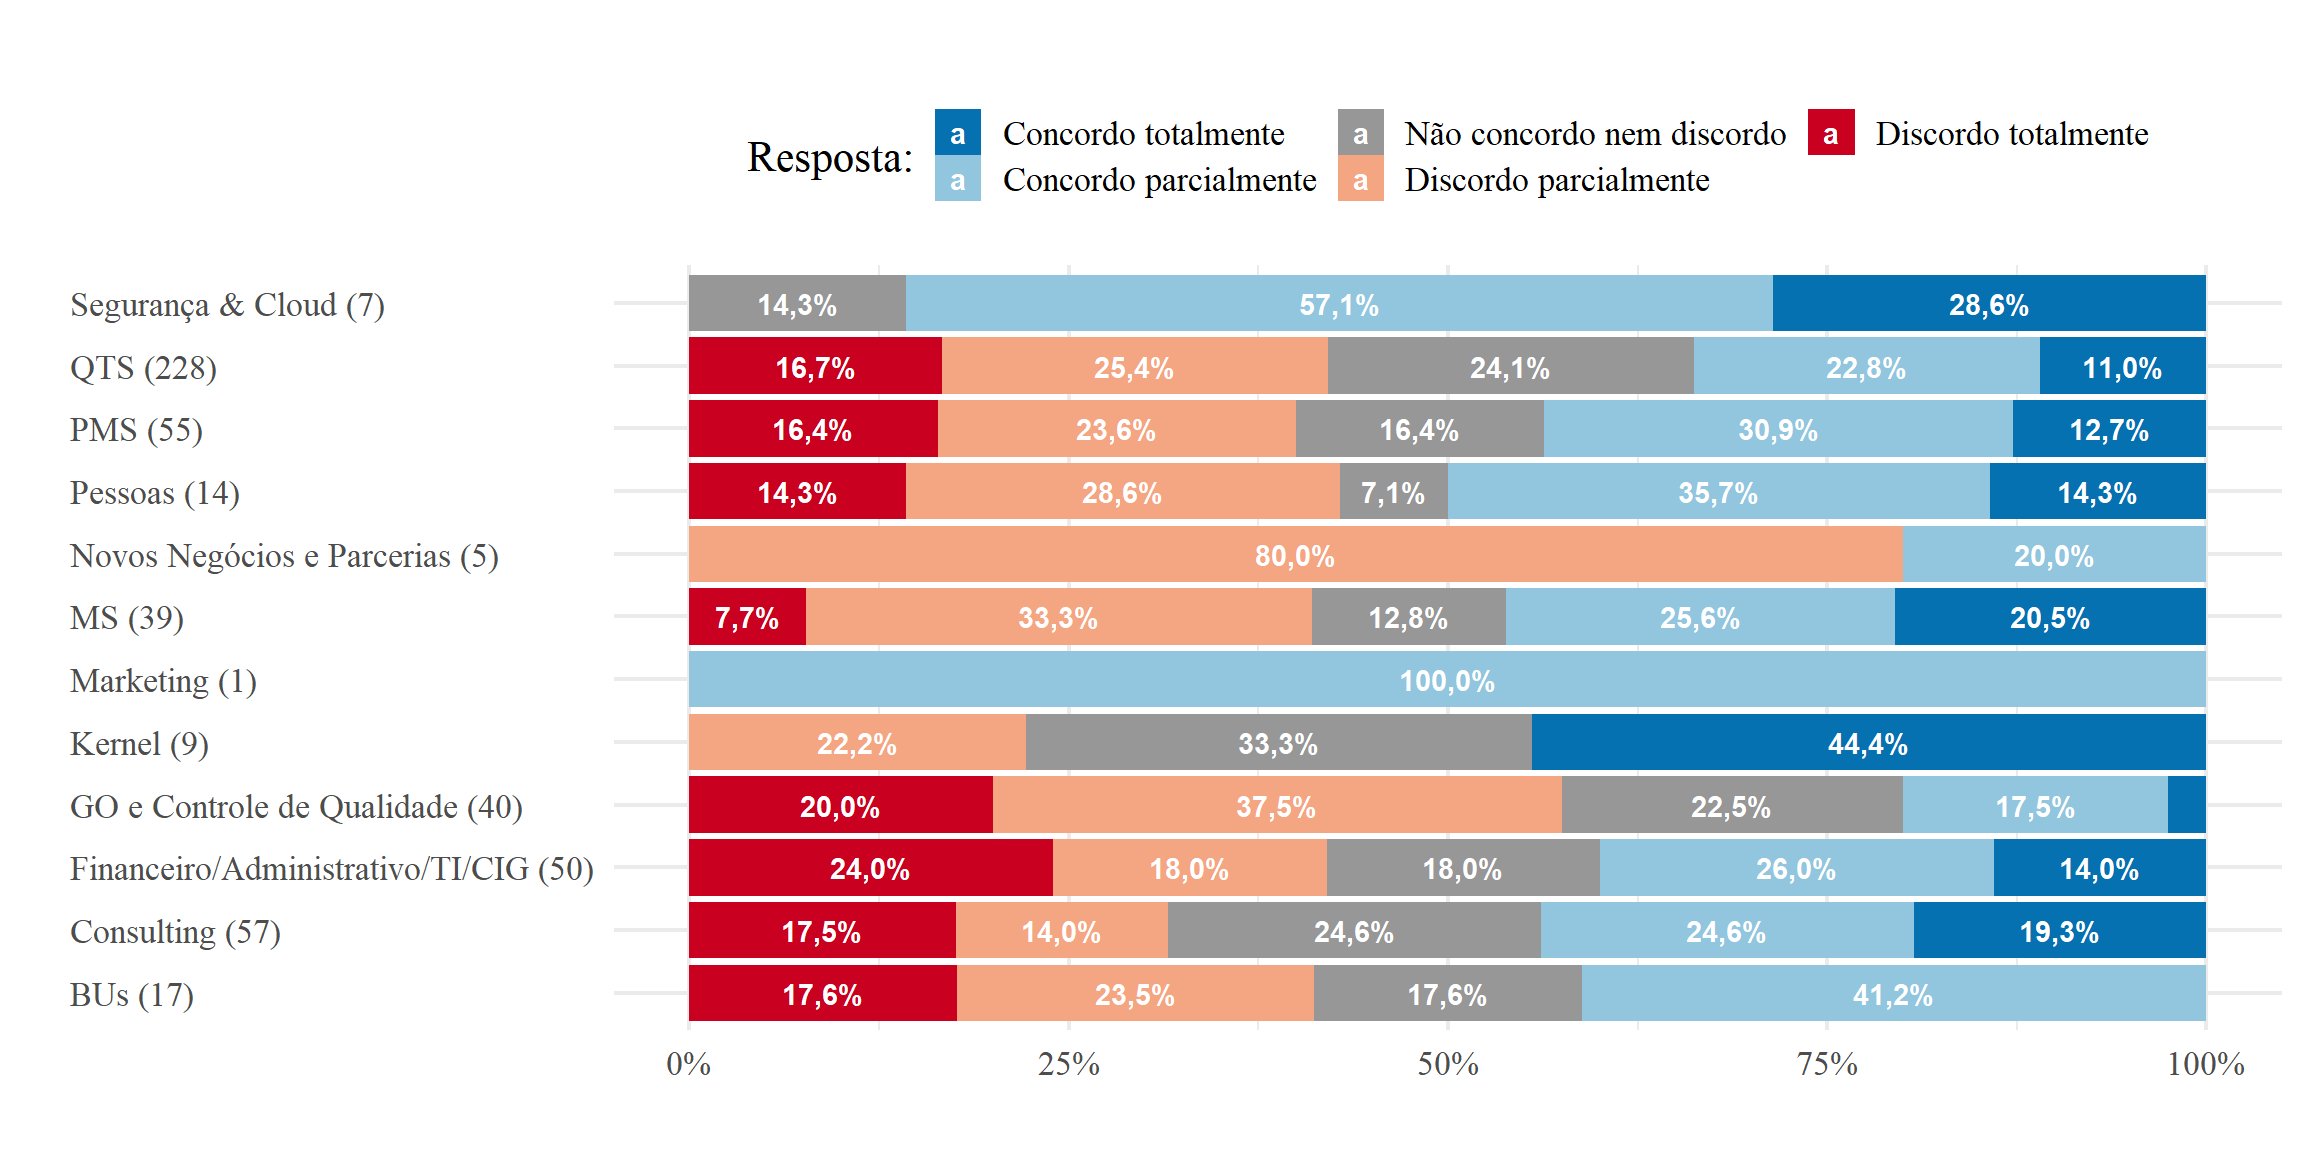 Resposta:
a Concordo totalmente a Não concordo nem discordo a Discordo totalmente
a Concordo parcialmente a Discordo parcialmente
Segurança & Cloud (7) 14,3% 57,1% 28,6%
QTS (228) 16,7% 25,4% 24,1% 22,8% 11,0%
PMS (55) 16,4% 23,6% 16,4% 30,9% 12,7%
Pessoas (14) 14,3% 28,6% 7,1% 35,7% 14,3%
Novos Negócios e Parcerias (5) 80,0% 20,0%
MS (39) 7,7% 33,3% 12,8% 25,6% 20,5%
Marketing (1) 100,0%
Kernel (9) 22,2% 33,3% 44,4%
GO e Controle de Qualidade (40) 20,0% 37,5% 22,5% 17,5%
Financeiro/Administrativo/TI/CIG (50) 24,0% 18,0% 18,0% 26,0% 14,0%
Consulting (57) 17,5% 14,0% 24,6% 24,6% 19,3%
BUs (17) 17,6% 23,5% 17,6% 41,2%
0% 25% 50% 75% 100%